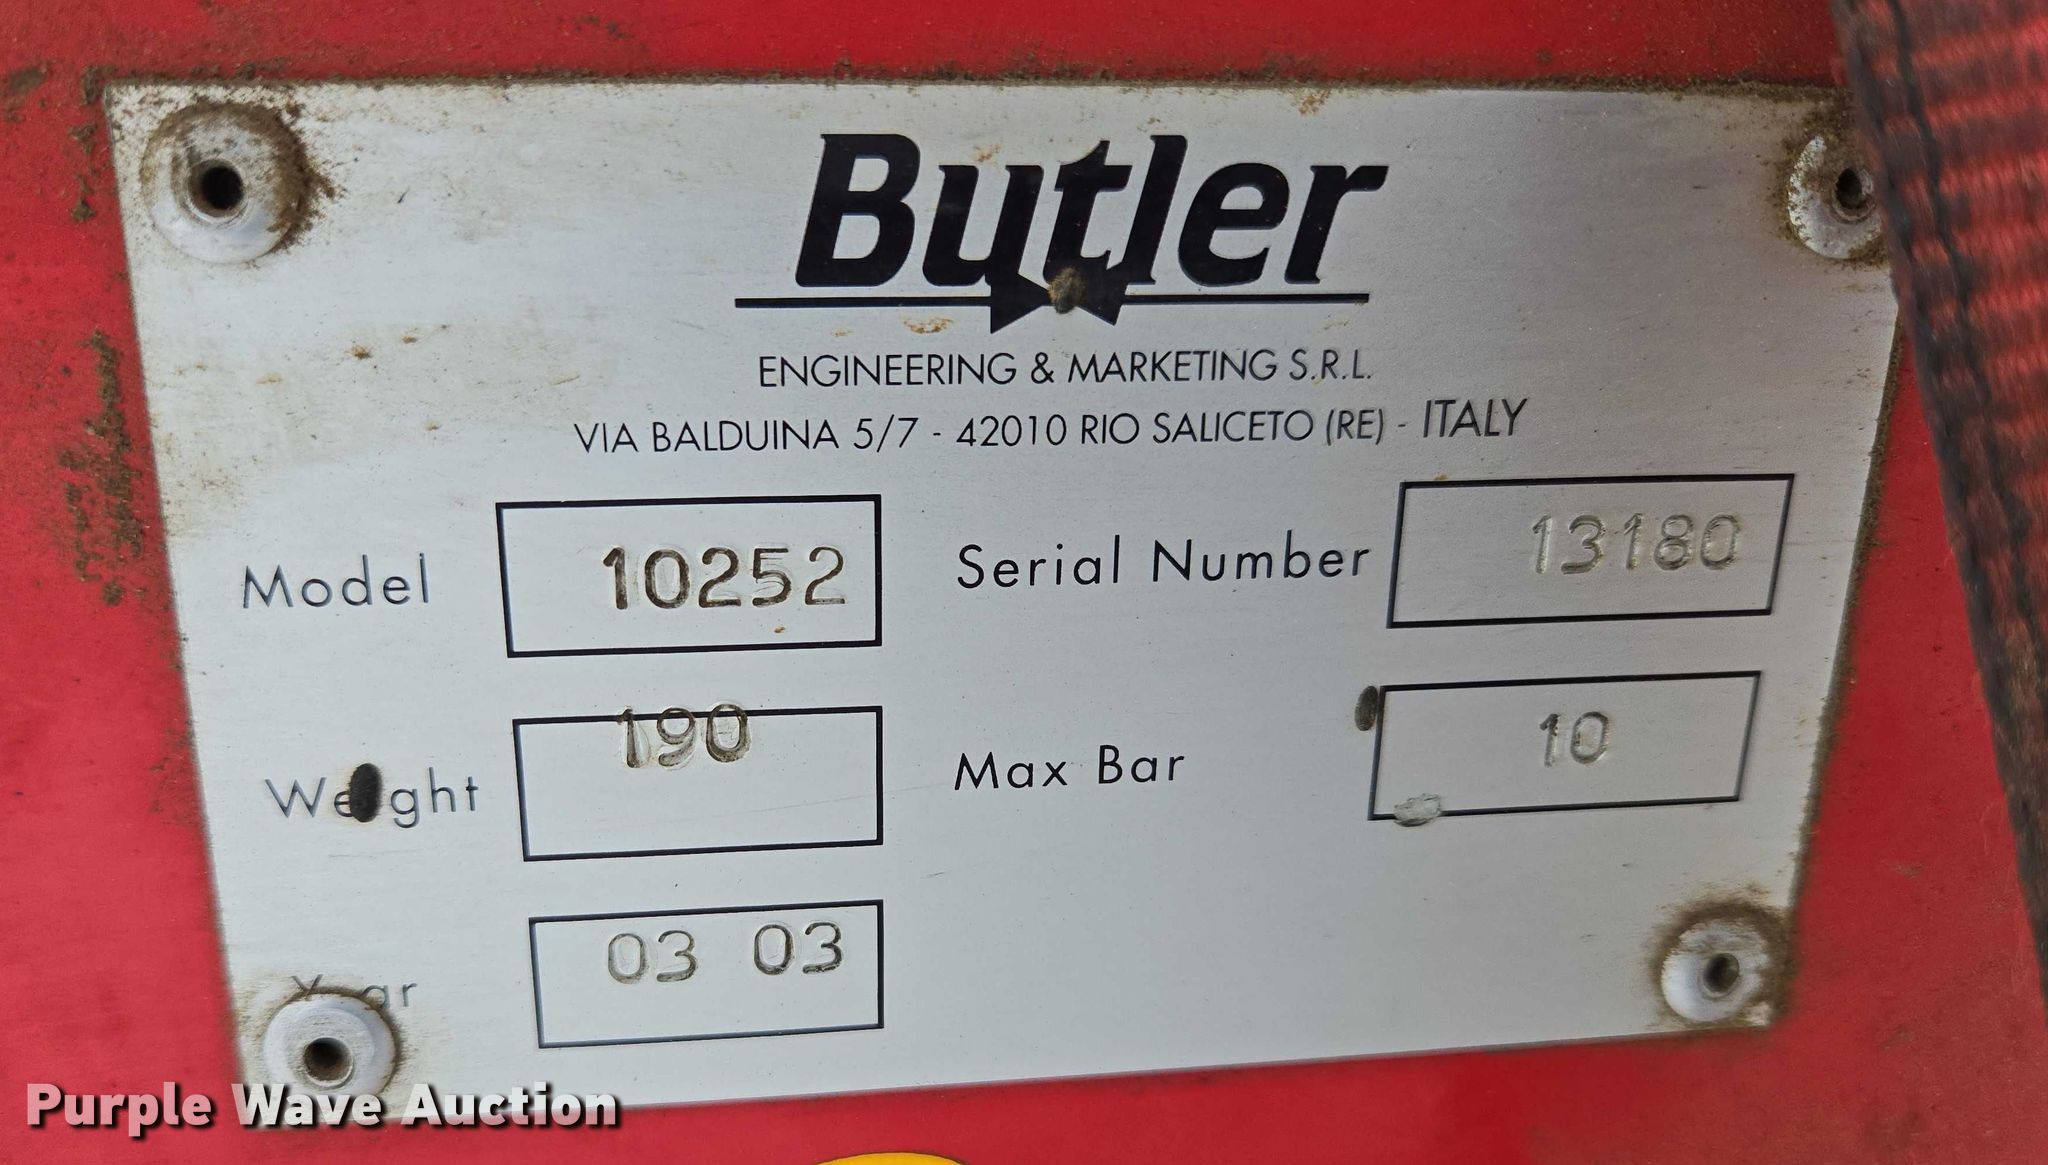 Butler
ENGINEERING & MARKETING S.R.L.
VIA BALDUINA 5/7 - 42010 RIO SALICETO (RE) - ITALY
Model 10252 Serial Number 13180
Weight 190 Max Bar 10
Year 03 03
Purple Wave Auction